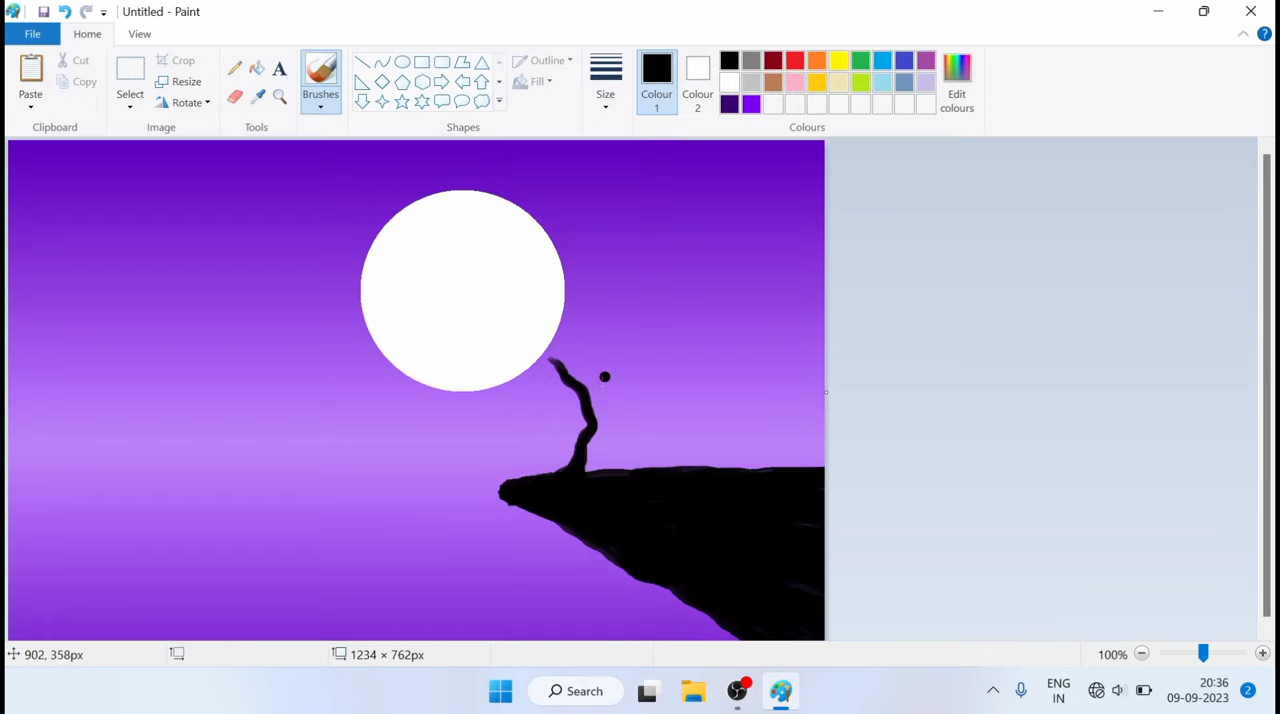 Untitled - Paint
File
Home
View
Paste
Cut
Copy
Clipboard
Select
Crop
Resize
Rotate
Image
A
Tools
Brushes
Outline
Fill
Shapes
Size
Colour
1
Colour
2
Edit
colours
Colours
902, 358px
1234 × 762px
100%
Search
ENG
IN
20:36
09-09-2023
2